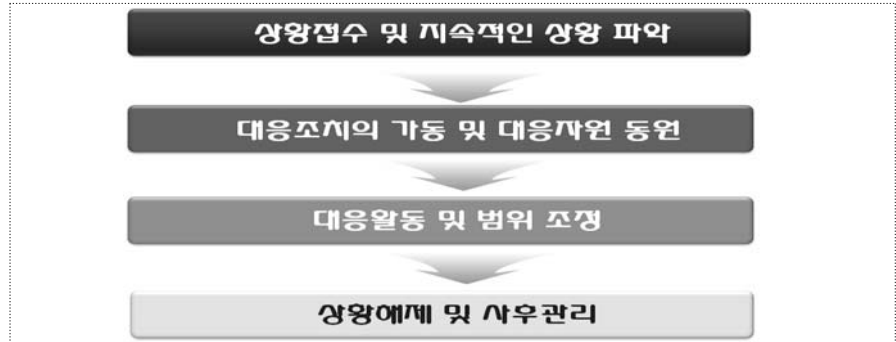 상황접수 및 지속적인 상황 파악
대응조치의 가동 및 대응자원 동원
대응활동 및 범위 조정
상황해제 및 사후관리